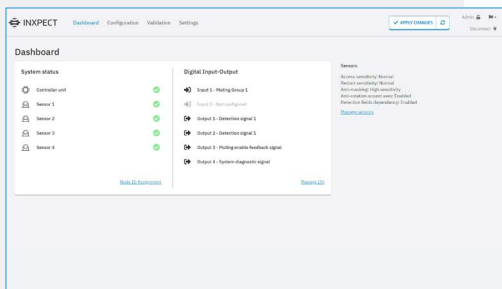 INXPECT
Dashboard Configuration Validation Settings
APPLY CHANGES
Admin
Disconnect
Dashboard
System status
Controller unit
Sensor 1
Sensor 2
Sensor 3
Sensor 4
Node ID Assignment
Digital Input-Output
Input 1 - Muting Group 1
Input 2 - Not configured
Output 1 - Detection signal 1
Output 2 - Detection signal 1
Output 3 - Muting enable feedback signal
Output 4 - System diagnostic signal
Manage I/O
Sensors
Access sensitivity: Normal
Restart sensitivity: Normal
Anti-masking: High sensitivity
Anti-rotation around axes: Enabled
Detection fields dependency: Enabled
Manage sensors